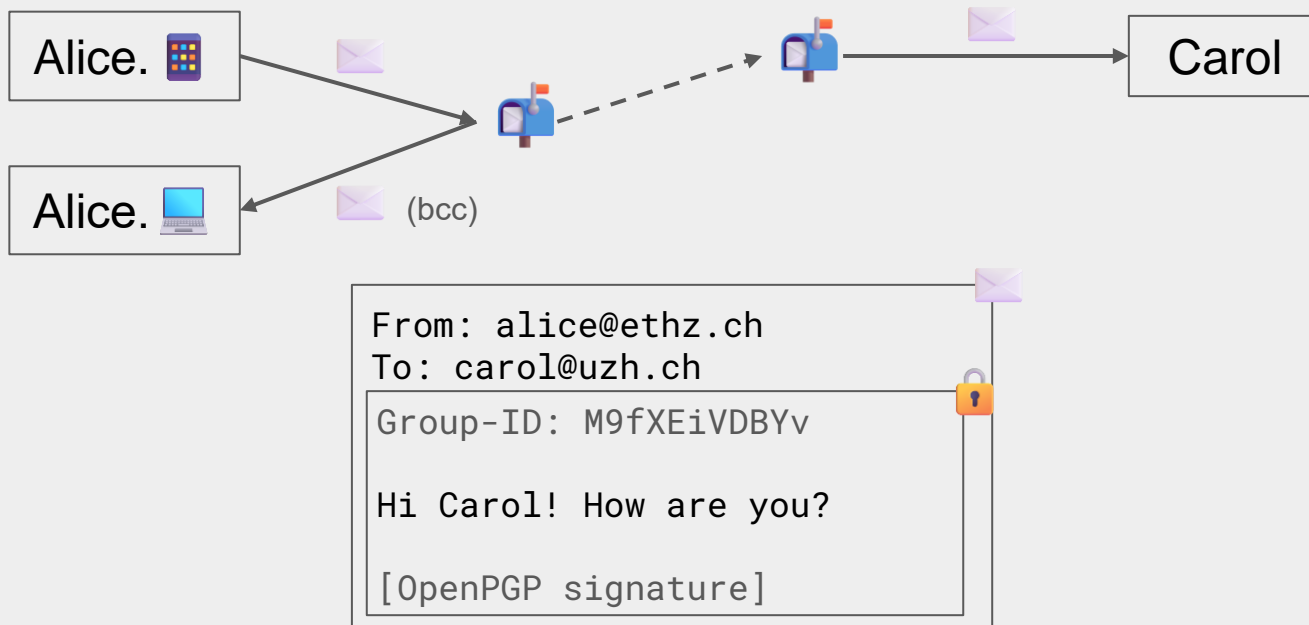 Alice.
Carol
Alice.
(bcc)
From: alice@ethz.ch
To: carol@uzh.ch
Group-ID: M9fXEiVDBYv
Hi Carol! How are you?
[OpenPGP signature]